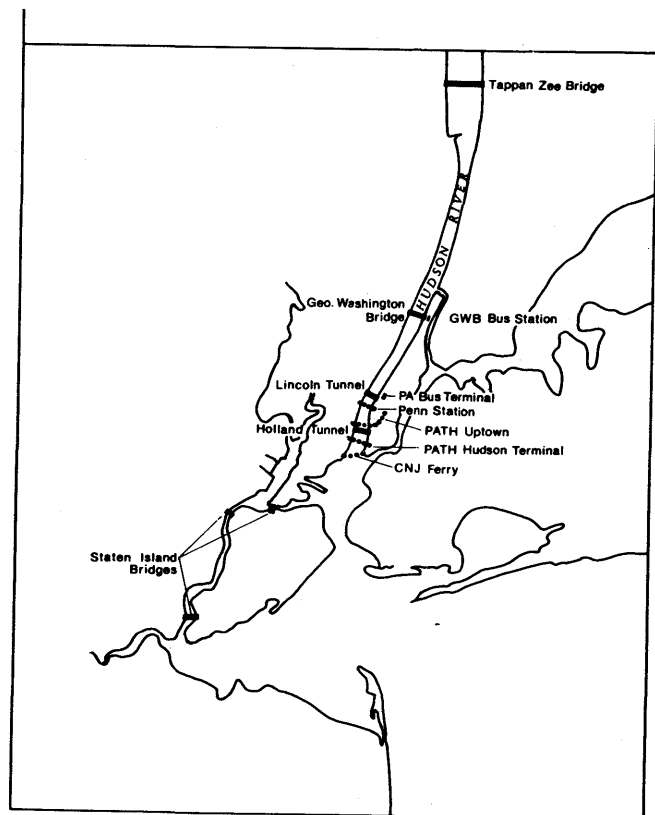 Tappan Zee Bridge
HUDSON RIVER
Geo. Washington
Bridge
GWB Bus Station
Lincoln Tunnel
PA Bus Terminal
Penn Station
Holland Tunnel
PATH Uptown
PATH Hudson Terminal
CNJ Ferry
Staten Island
Bridges